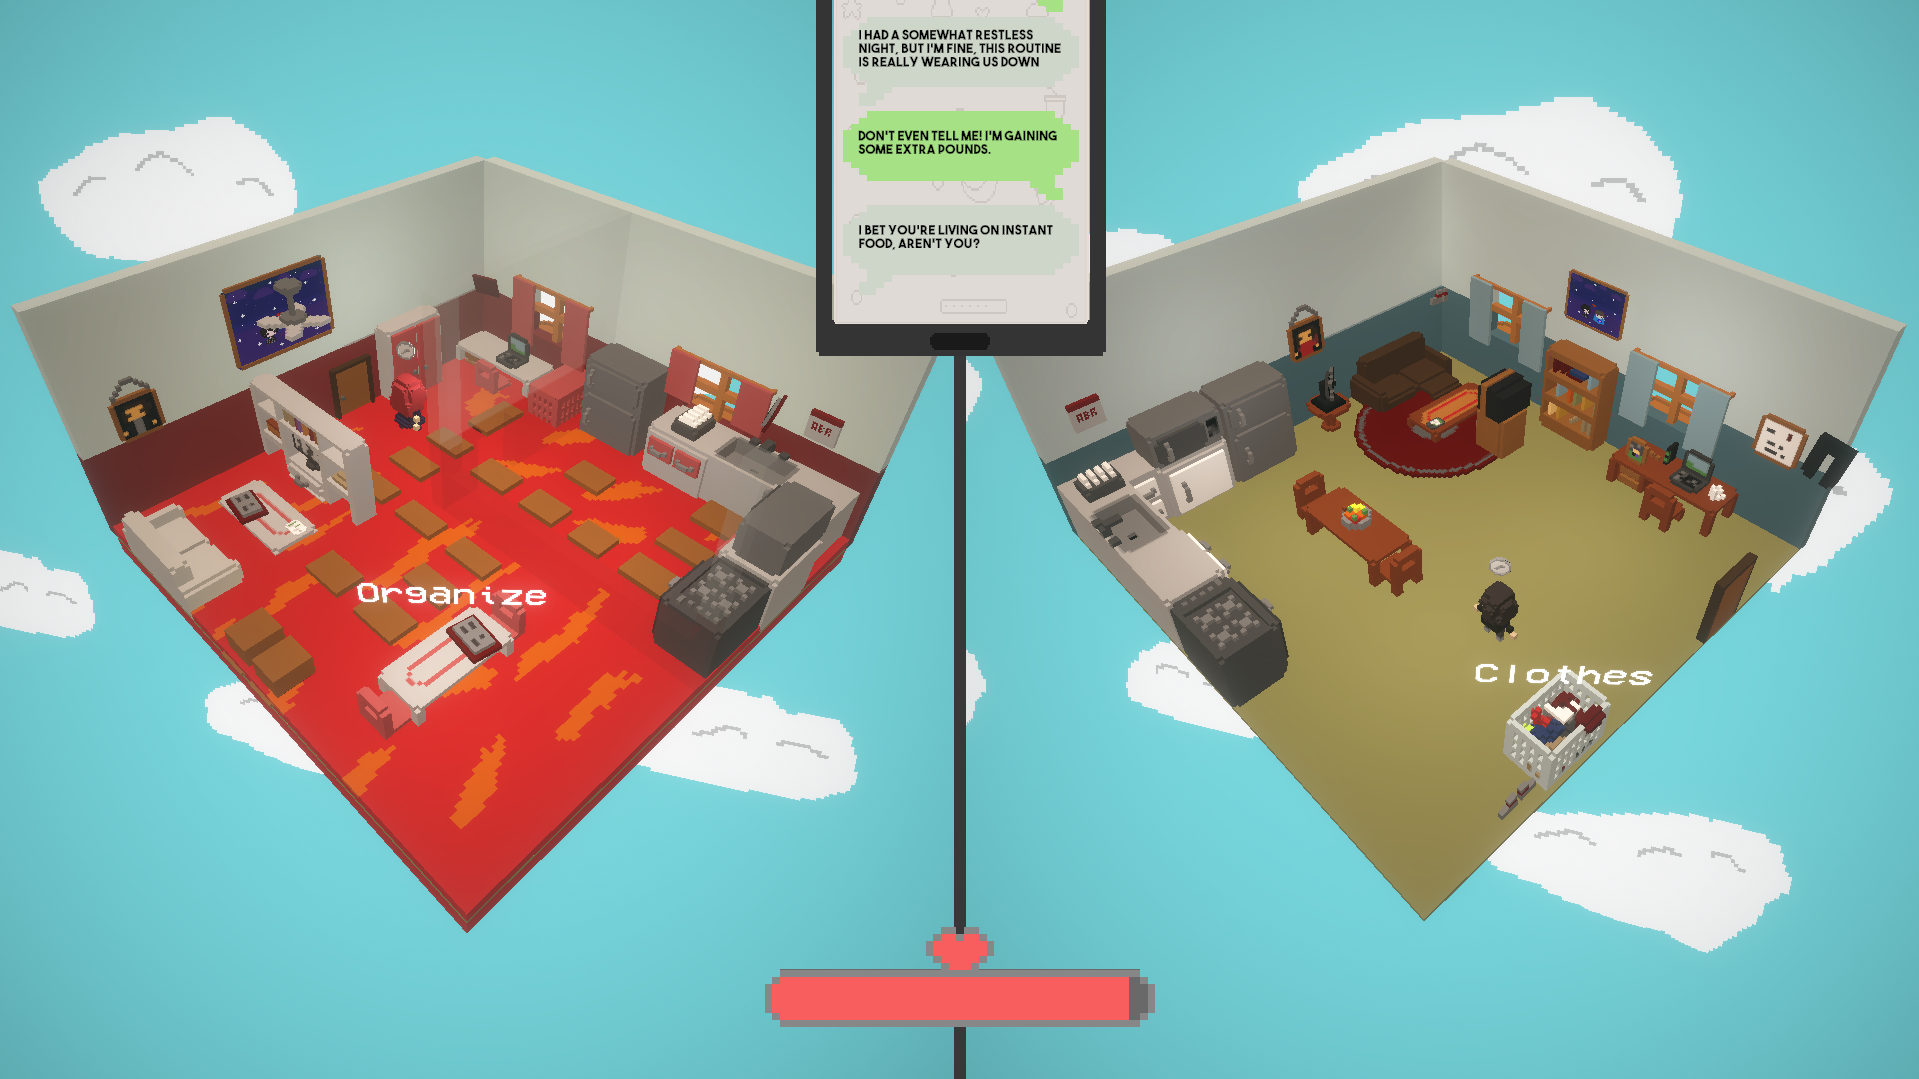 I HAD A SOMEWHAT RESTLESS
NIGHT, BUT I'M FINE, THIS ROUTINE
IS REALLY WEARING US DOWN
DON'T EVEN TELL ME! I'M GAINING
SOME EXTRA POUNDS.
I BET YOU'RE LIVING ON INSTANT
FOOD, AREN'T YOU?
Organize
Clothes